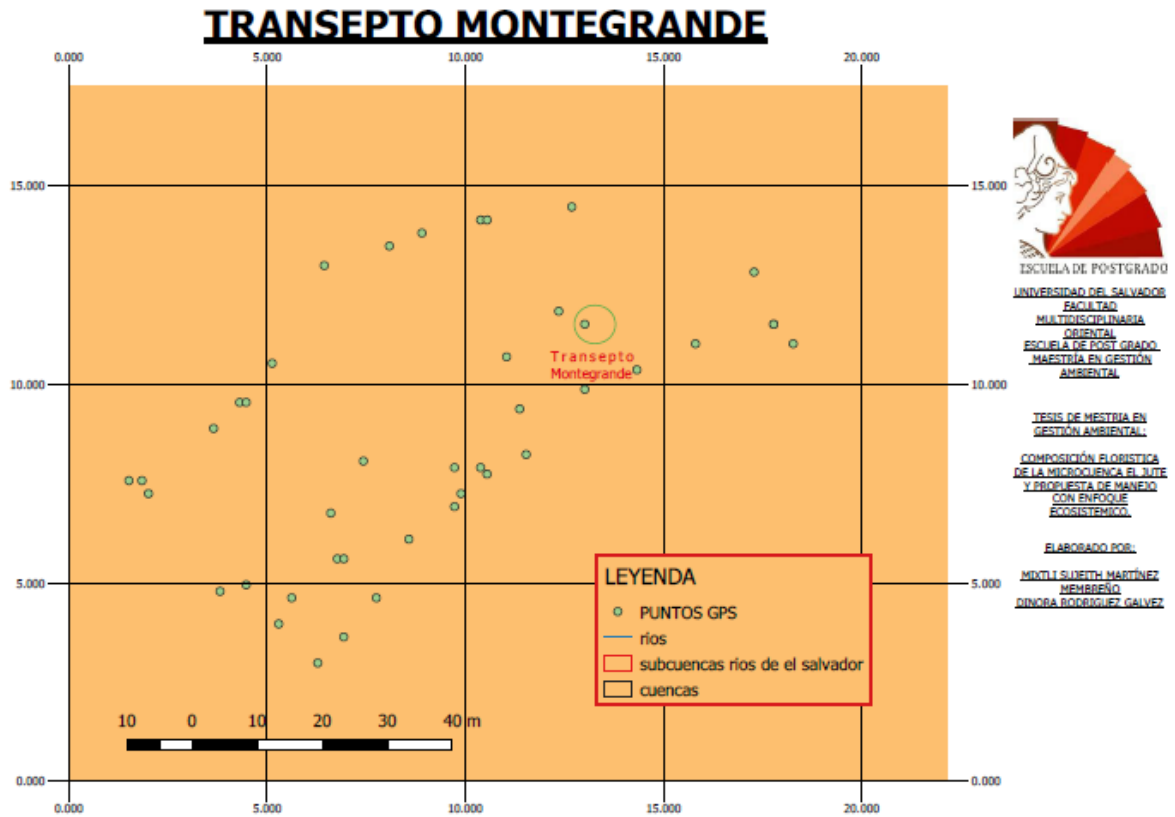 TRANSEPTO MONTEGRANDE
0.000 5.000 10.000 15.000 20.000
15.000 15.000
10.000 10.000
5.000 5.000
0.000 0.000
Transepto
Montegrande
LEYENDA
PUNTOS GPS
rios
subcuencas rios de el salvador
cuencas
10 0 10 20 30 40 m
0.000 5.000 10.000 15.000 20.000
ESCUELA DE POSTGRADO
UNIVERSIDAD DEL SALVADOR
FACULTAD
MULTIDISCIPLINARIA
ORIENTAL
ESCUELA DE POST GRADO
MAESTRÍA EN GESTIÓN
AMBIENTAL
TESIS DE MESTRIA EN
GESTIÓN AMBIENTAL:
COMPOSICIÓN FLORISTICA
DE LA MICROCUENCA EL JUTE
Y PROPUESTA DE MANEJO
CON ENFOQUE
ECOSISTEMICO.
ELABORADO POR:
MIXTLI SUJEITH MARTÍNEZ
MEMBREÑO
DINORA RODRIGUEZ GALVEZ